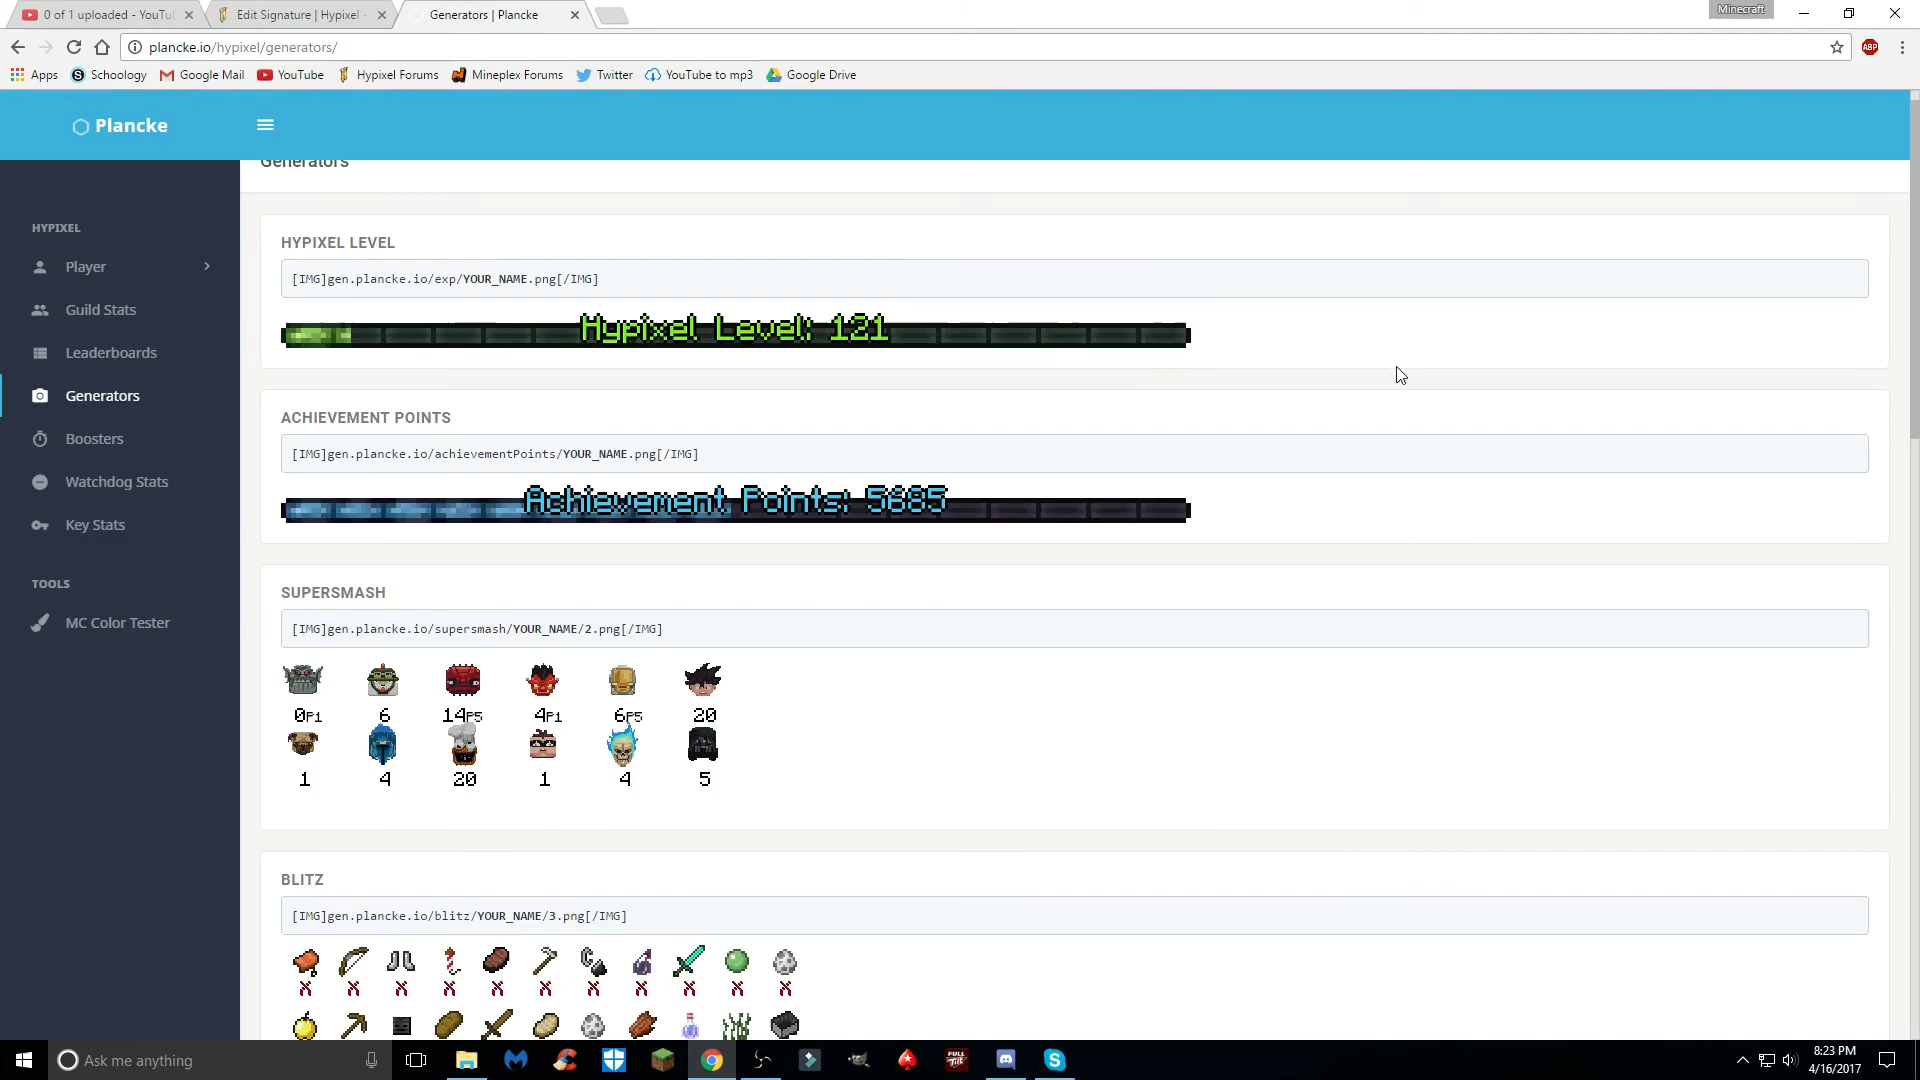 0 of 1 uploaded - YouTu
Edit Signature | Hypixel -
Generators | Plancke
Minecraft
plancke.io/hypixel/generators/
ABP
Apps
Schoology
Google Mail
YouTube
Hypixel Forums
Mineplex Forums
Twitter
YouTube to mp3
Google Drive
Plancke
Generators
HYPIXEL
Player
Guild Stats
Leaderboards
Generators
Boosters
Watchdog Stats
Key Stats
TOOLS
MC Color Tester
HYPIXEL LEVEL
[IMG]gen.plancke.io/exp/YOUR_NAME.png[/IMG]
Hypixel Level: 121
ACHIEVEMENT POINTS
[IMG]gen.plancke.io/achievementPoints/YOUR_NAME.png[/IMG]
Achievement Points: 5685
SUPERSMASH
[IMG]gen.plancke.io/supersmash/YOUR_NAME/2.png[/IMG]
0P1 6 14P5 4P1 6P5 20
1 4 20 1 4 5
BLITZ
[IMG]gen.plancke.io/blitz/YOUR_NAME/3.png[/IMG]
X X X X X X X X X X X
Ask me anything
FULL TILT
8:23 PM
4/16/2017